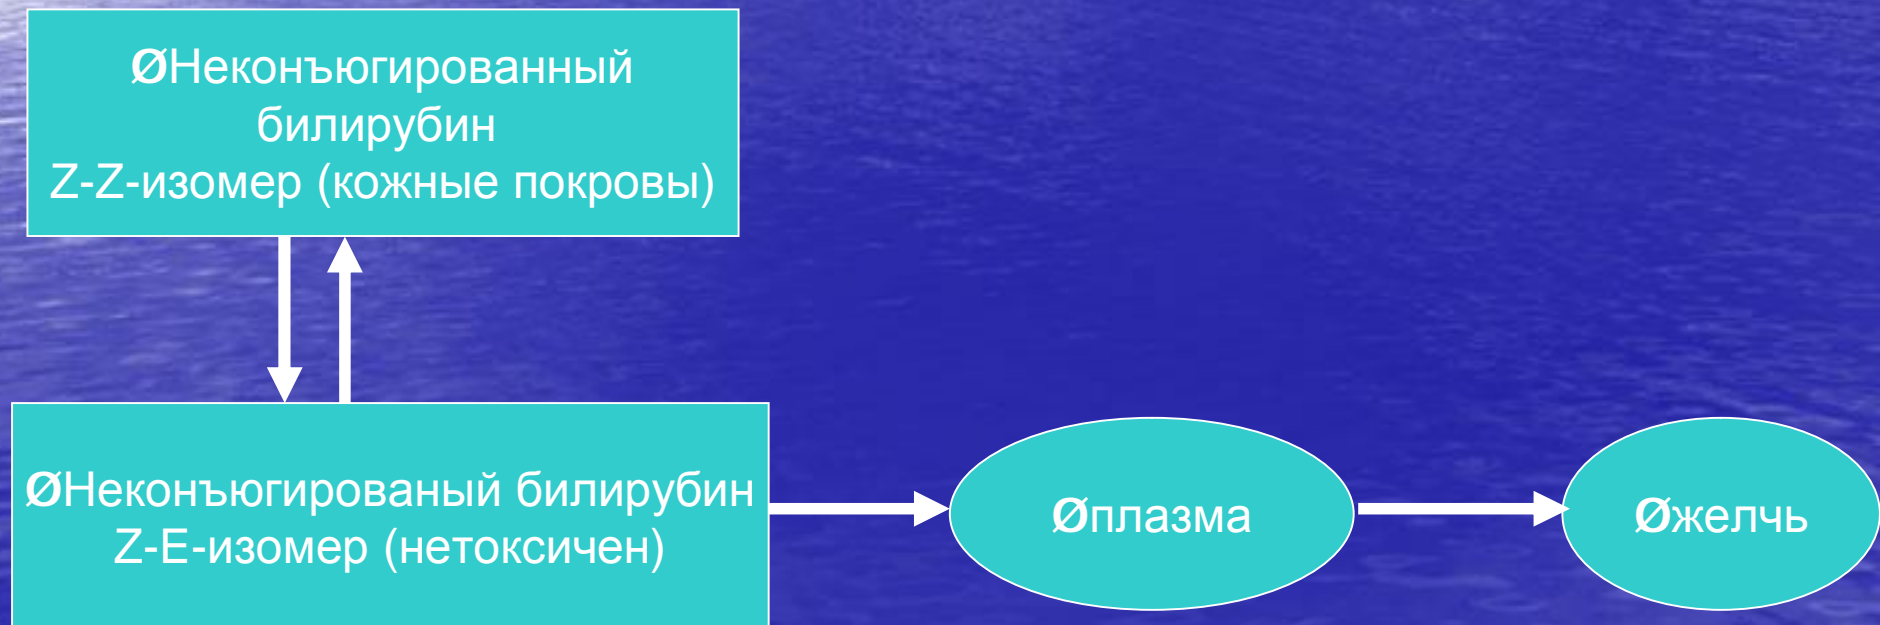 ØНеконъюгированный
билирубин
Z-Z-изомер (кожные покровы)
ØНеконъюгированый билирубин
Z-E-изомер (нетоксичен)
Øплазма
Øжелчь